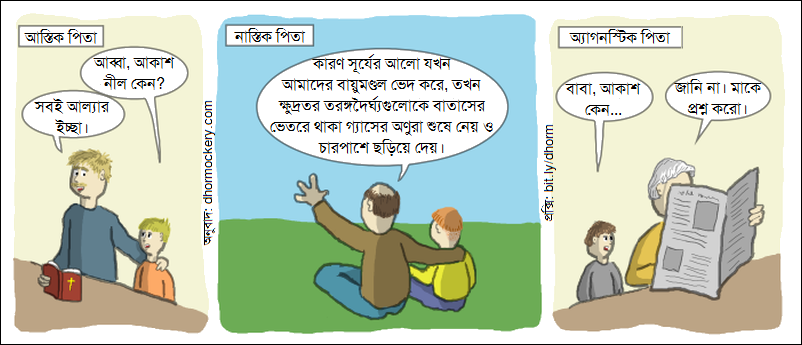 আস্তিক পিতা
আব্বা, আকাশ
নীল কেন?
সবই আল্যার
ইচ্ছা।
অনুবাদ: dhormockery.com
নাস্তিক পিতা
কারণ সূর্যের আলো যখন
আমাদের বায়ুমণ্ডল ভেদ করে, তখন
ক্ষুদ্রতর তরঙ্গদৈর্ঘ্যগুলোকে বাতাসের
ভেতরে থাকা গ্যাসের অণুরা শুষে নেয় ও
চারপাশে ছড়িয়ে দেয়।
প্রক্সি: bit.ly/dhorm
অ্যাগনস্টিক পিতা
বাবা, আকাশ
কেন...
জানি না। মাকে
প্রশ্ন করো।